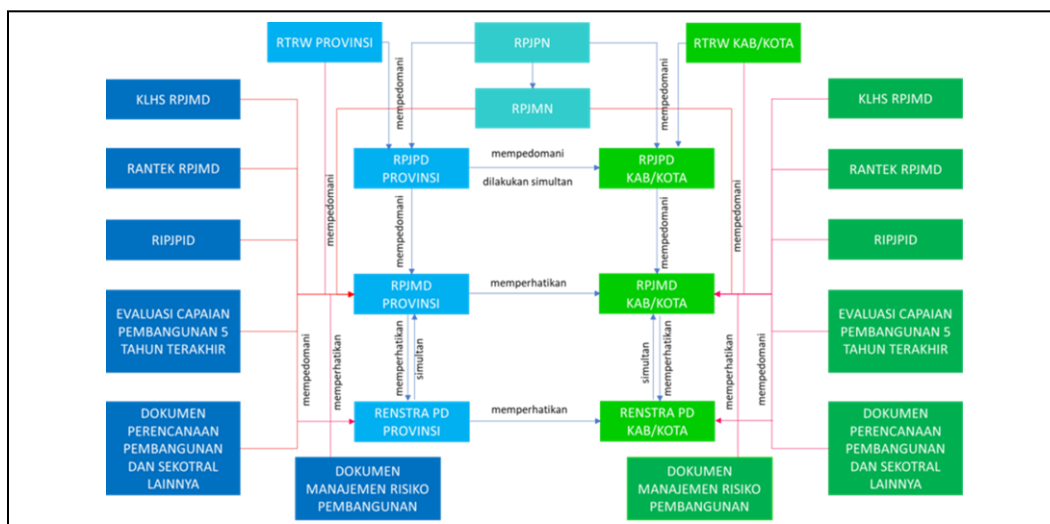 RTRW PROVINSI
RPJPN
RTRW KAB/KOTA
mempedomani
mempedomani
KLHS RPJMD
RPJMN
KLHS RPJMD
RANTEK RPJMD
RPJPD
PROVINSI
mempedomani
dilakukan simultan
RPJPD
KAB/KOTA
RANTEK RPJMD
mempedomani
mempedomani
mempedomani
mempedomani
RIPJPID
RIPJPID
RPJMD
PROVINSI
memperhatikan
RPJMD
KAB/KOTA
EVALUASI CAPAIAN
PEMBANGUNAN 5
TAHUN TERAKHIR
EVALUASI CAPAIAN
PEMBANGUNAN 5
TAHUN TERAKHIR
mempedomani
memperhatikan
memperhatikan
simultan
simultan
memperhatikan
memperhatikan
mempedomani
DOKUMEN
PERENCANAAN
PEMBANGUNAN
DAN SEKOTRAL
LAINNYA
RENSTRA PD
PROVINSI
memperhatikan
RENSTRA PD
KAB/KOTA
DOKUMEN
PERENCANAAN
PEMBANGUNAN
DAN SEKOTRAL
LAINNYA
DOKUMEN
MANAJEMEN RISIKO
PEMBANGUNAN
DOKUMEN
MANAJEMEN RISIKO
PEMBANGUNAN